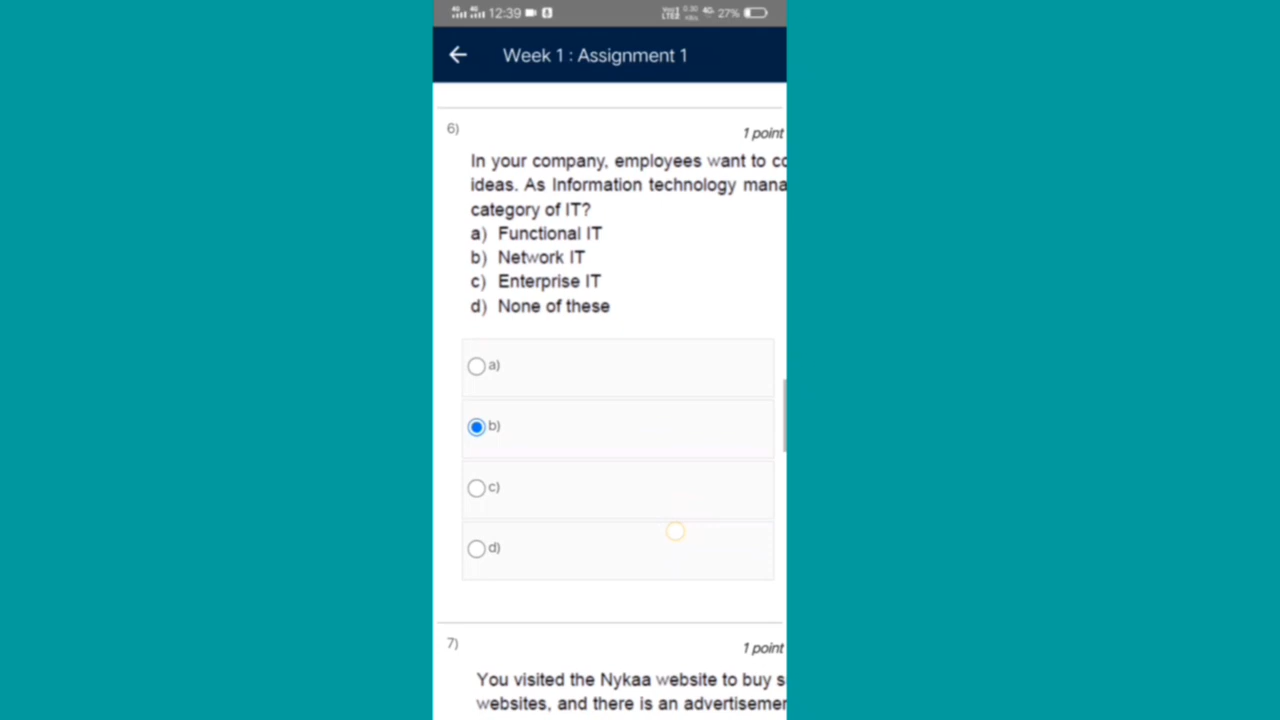 12:39
27%
Week 1 : Assignment 1
6)
1 point
In your company, employees want to co
ideas. As Information technology mana
category of IT?
a) Functional IT
b) Network IT
c) Enterprise IT
d) None of these
a)
b)
c)
d)
7)
1 point
You visited the Nykaa website to buy s
websites, and there is an advertisemen